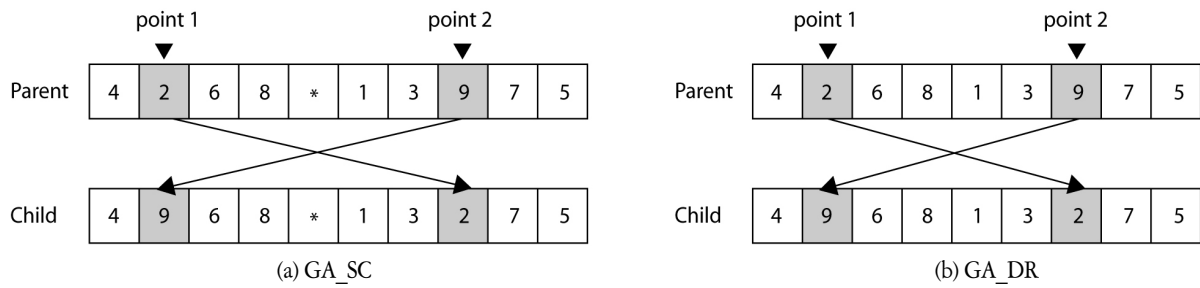 point 1 point 2
Parent 4 2 6 8 * 1 3 9 7 5
Child 4 9 6 8 * 1 3 2 7 5
(a) GA_SC
point 1 point 2
Parent 4 2 6 8 1 3 9 7 5
Child 4 9 6 8 1 3 2 7 5
(b) GA_DR